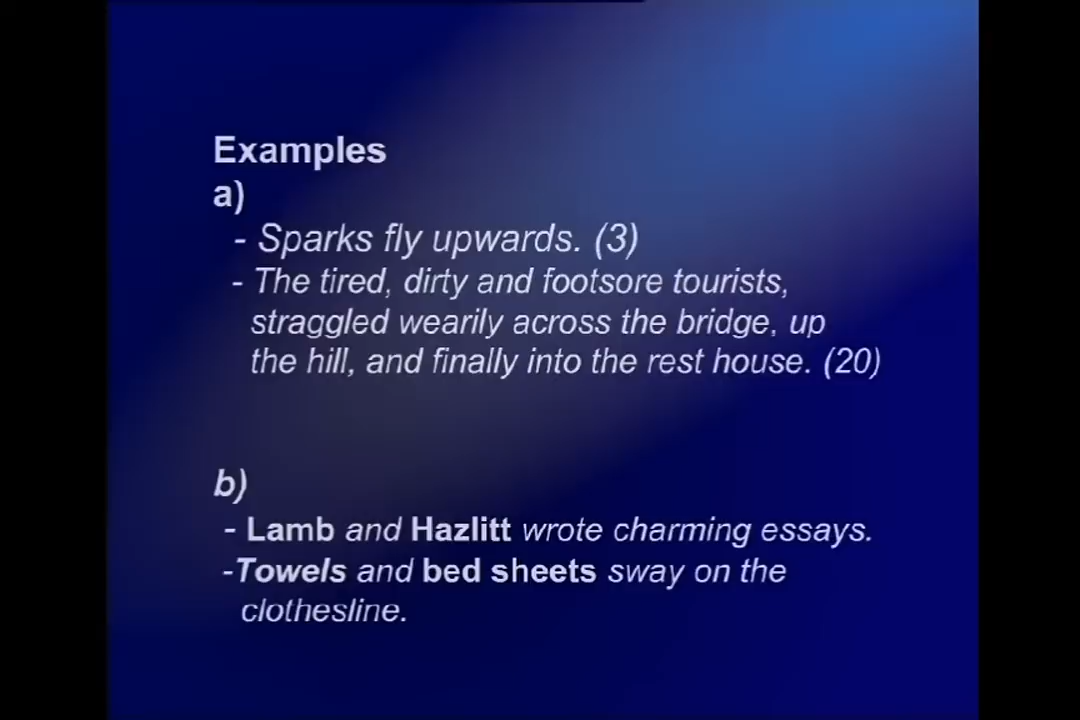 Examples
a)
- Sparks fly upwards. (3)
- The tired, dirty and footsore tourists,
straggled wearily across the bridge, up
the hill, and finally into the rest house. (20)
b)
- Lamb and Hazlitt wrote charming essays.
-Towels and bed sheets sway on the
clothesline.